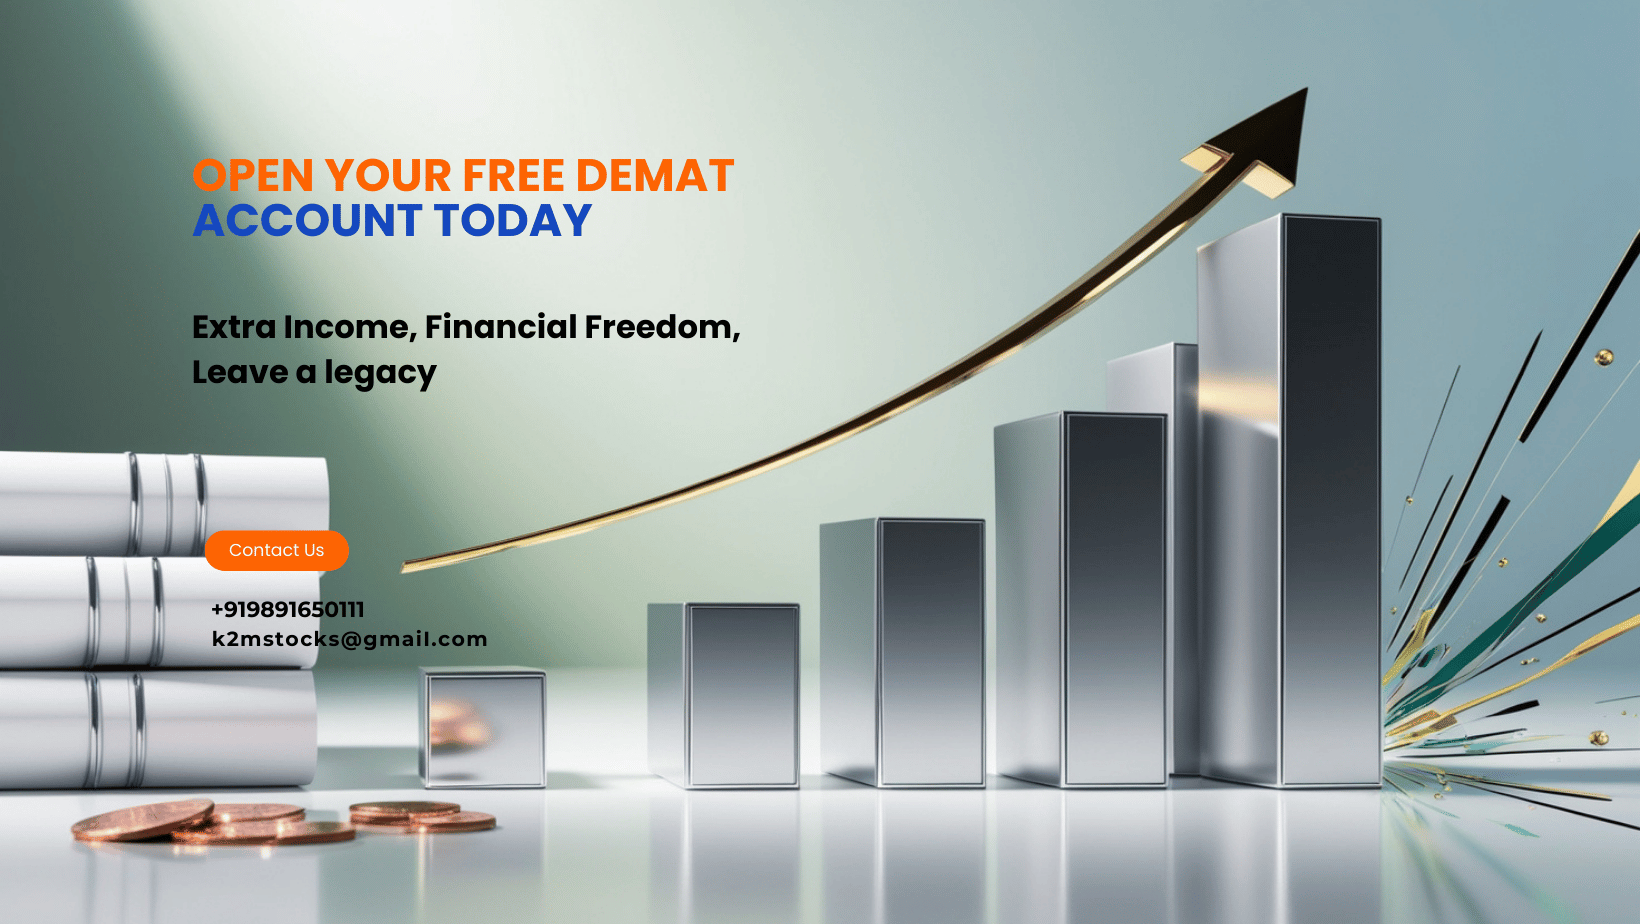 OPEN YOUR FREE DEMAT
ACCOUNT TODAY
Extra Income, Financial Freedom,
Leave a legacy
Contact Us
+919891650111
k2mstocks@gmail.com